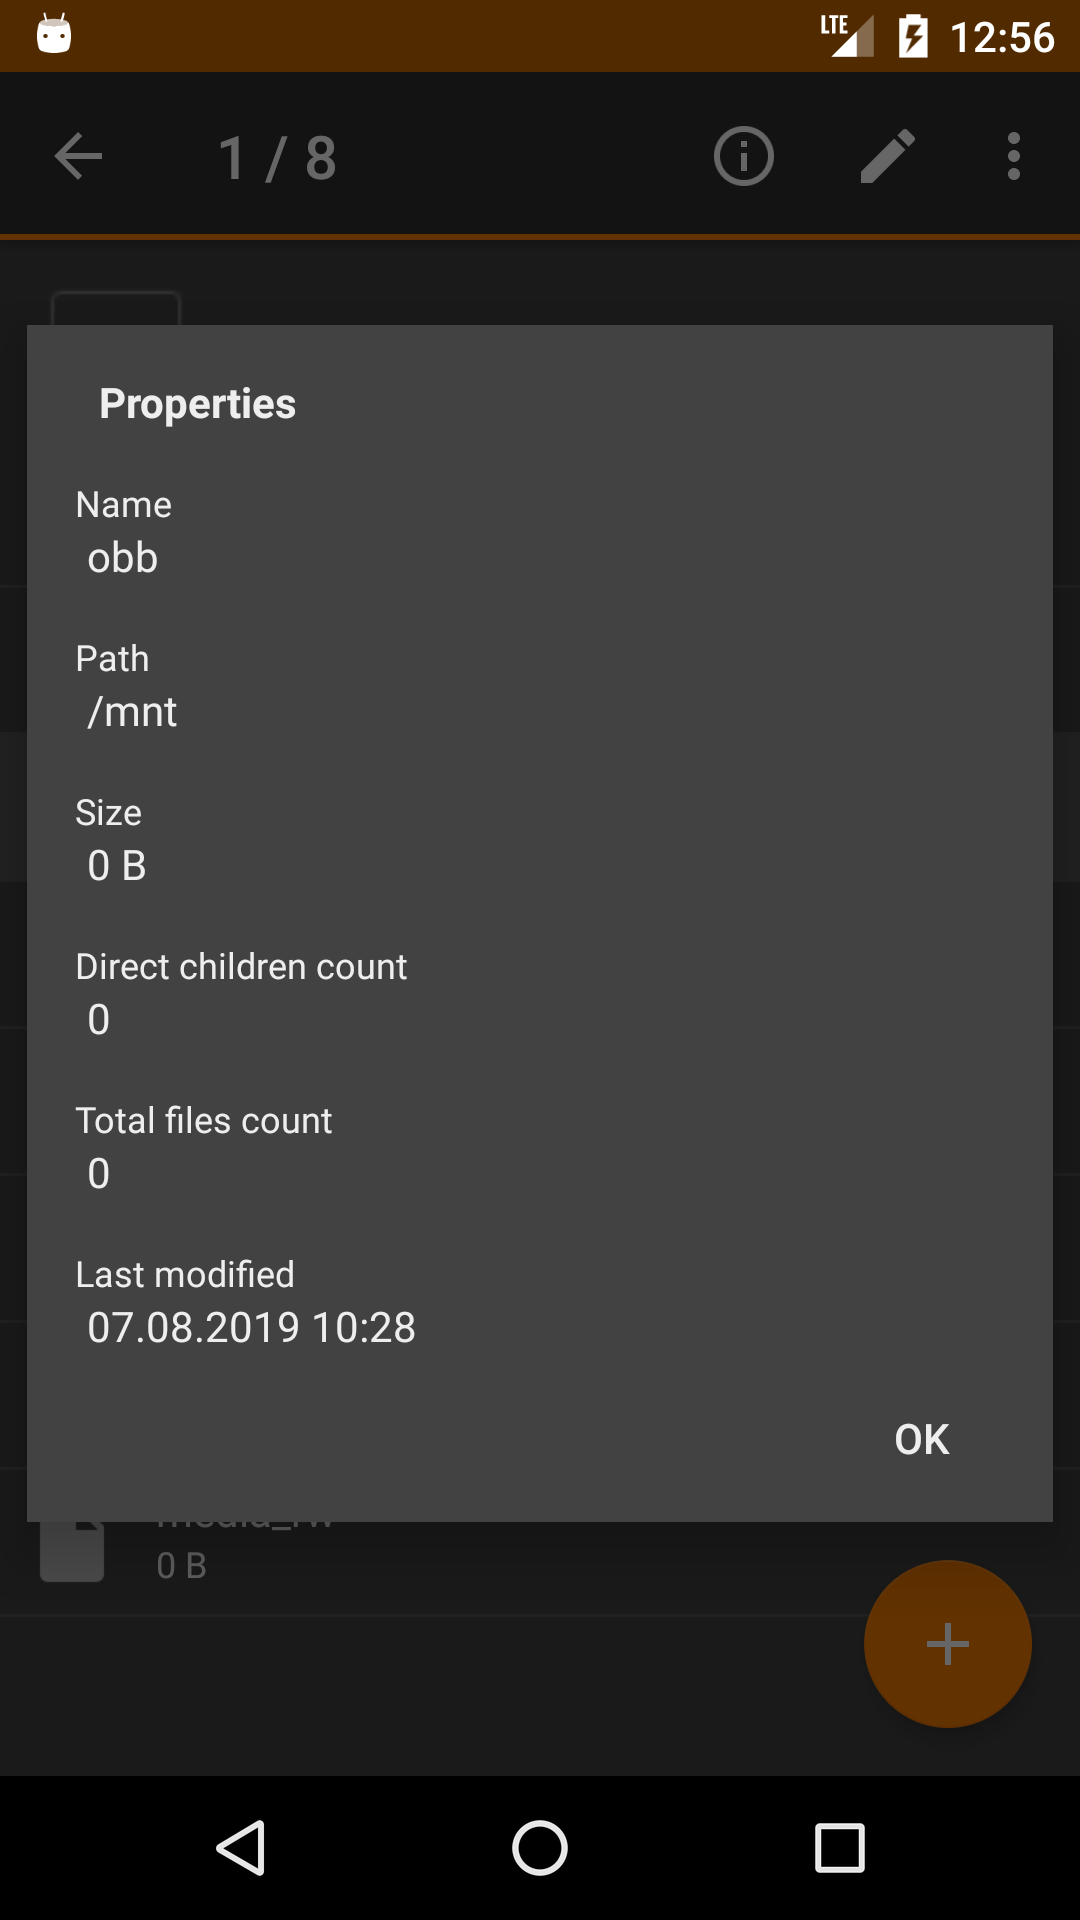 LTE 12:56
1 / 8
Properties
Name
obb
Path
/mnt
Size
0 B
Direct children count
0
Total files count
0
Last modified
07.08.2019 10:28
OK
0 B